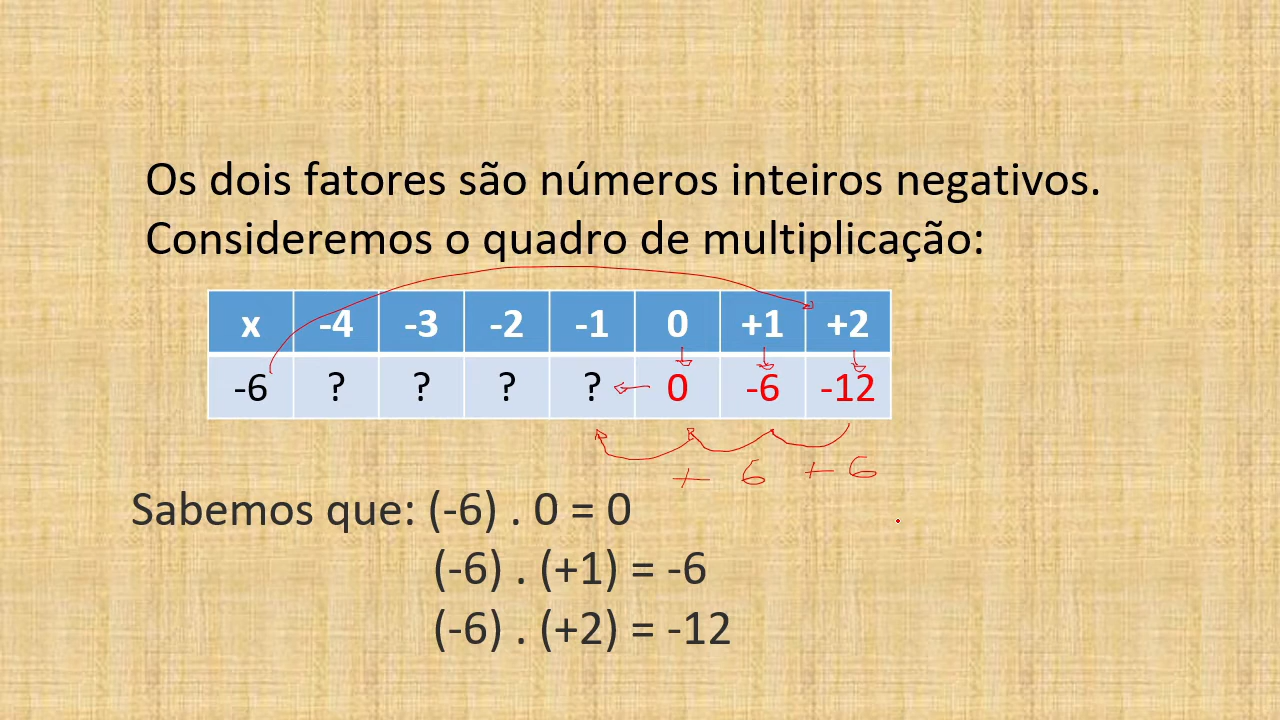 Os dois fatores são números inteiros negativos.
Consideremos o quadro de multiplicação:
x -4 -3 -2 -1 0 +1 +2
-6 ? ? ? ? 0 -6 -12
+ 6 + 6
Sabemos que: (-6) . 0 = 0
(-6) . (+1) = -6
(-6) . (+2) = -12